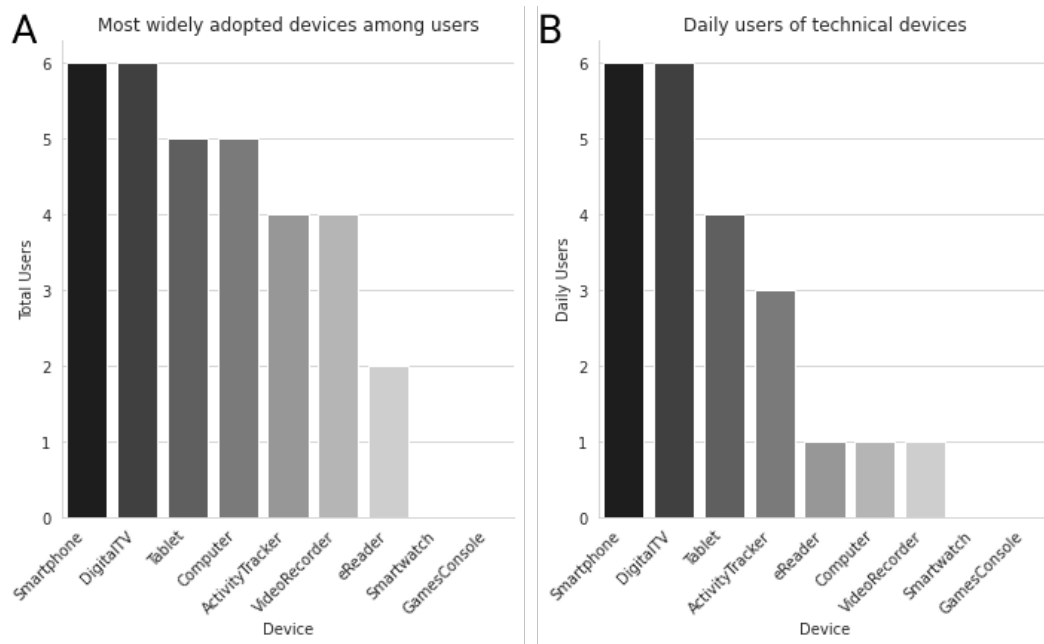 A
Most widely adopted devices among users
Total Users
6
5
4
3
2
1
0
Smartphone
DigitalTV
Tablet
Computer
ActivityTracker
VideoRecorder
eReader
Smartwatch
GamesConsole
Device
B
Daily users of technical devices
Daily Users
6
5
4
3
2
1
0
Smartphone
DigitalTV
Tablet
ActivityTracker
eReader
Computer
VideoRecorder
Smartwatch
GamesConsole
Device